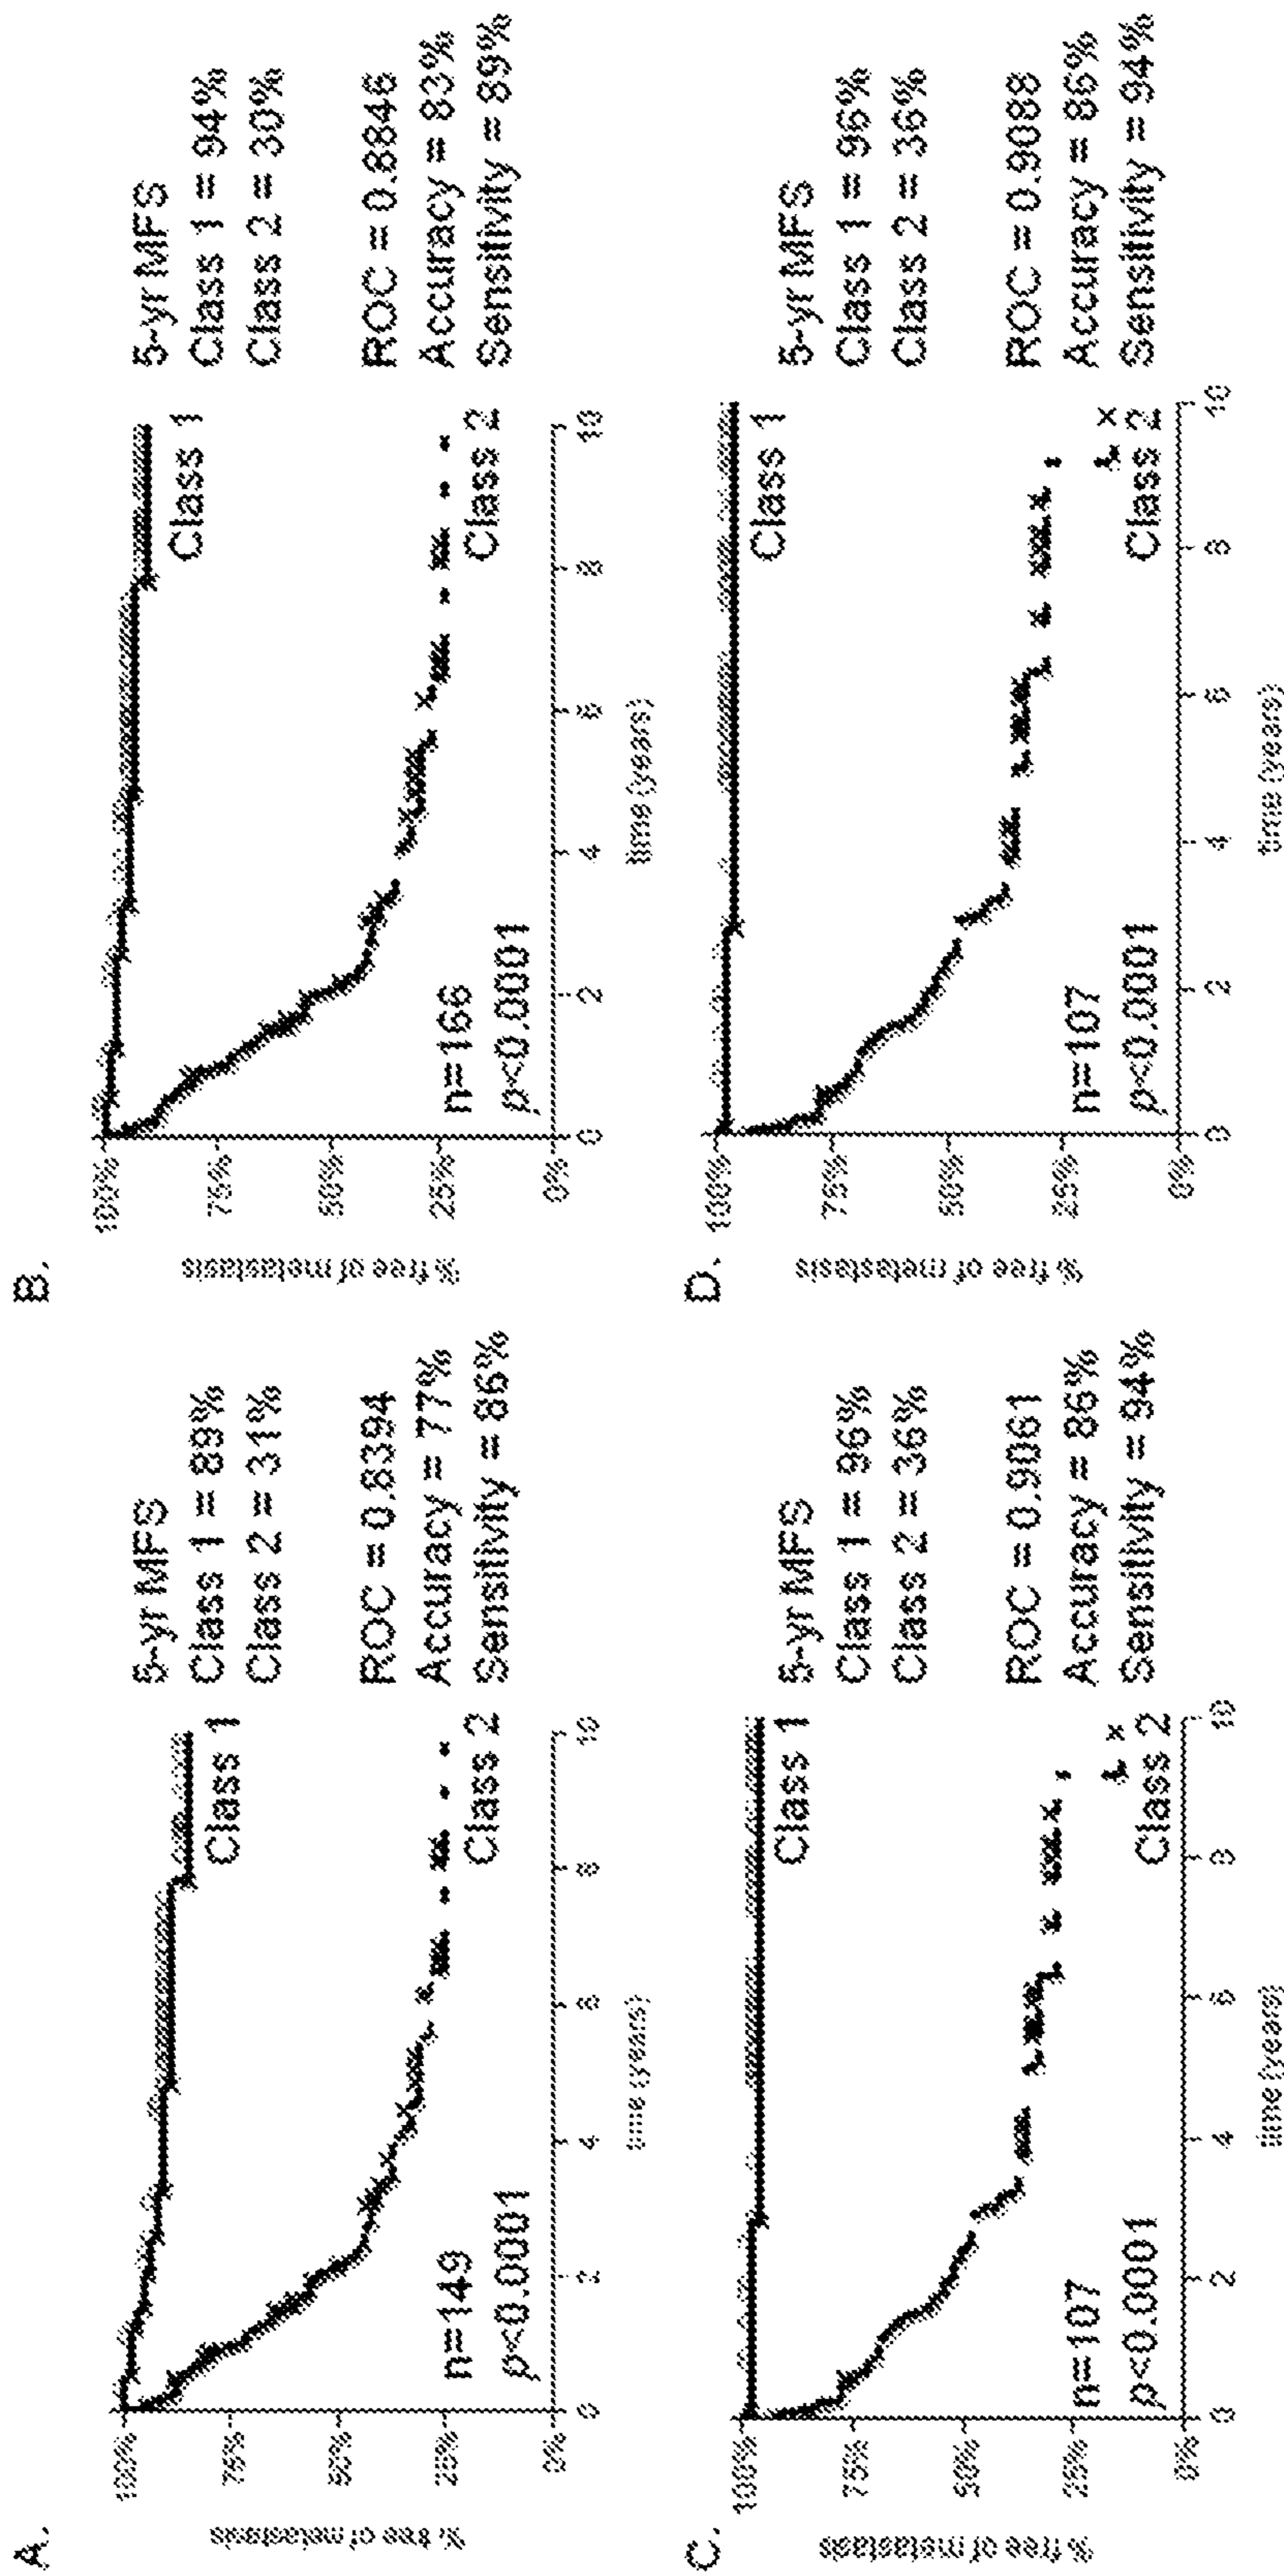 A.
% free of metastasis
100%
75%
50%
25%
0%
0 2 4 6 8 10
time (years)
Class 1
Class 2
n=149
p<0.0001
5-yr MFS
Class 1 = 89%
Class 2 = 31%
ROC = 0.8394
Accuracy = 77%
Sensitivity = 86%
B.
% free of metastasis
100%
75%
50%
25%
0%
0 2 4 6 8 10
time (years)
Class 1
Class 2
n=166
p<0.0001
5-yr MFS
Class 1 = 94%
Class 2 = 30%
ROC = 0.8846
Accuracy = 83%
Sensitivity = 89%
C.
% free of metastasis
100%
75%
50%
25%
0%
0 2 4 6 8 10
time (years)
Class 1
Class 2
n=107
p<0.0001
5-yr MFS
Class 1 = 96%
Class 2 = 36%
ROC = 0.9061
Accuracy = 86%
Sensitivity = 94%
D.
% free of metastasis
100%
75%
50%
25%
0%
0 2 4 6 8 10
time (years)
Class 1
Class 2
n=107
p<0.0001
5-yr MFS
Class 1 = 96%
Class 2 = 36%
ROC = 0.9088
Accuracy = 86%
Sensitivity = 94%